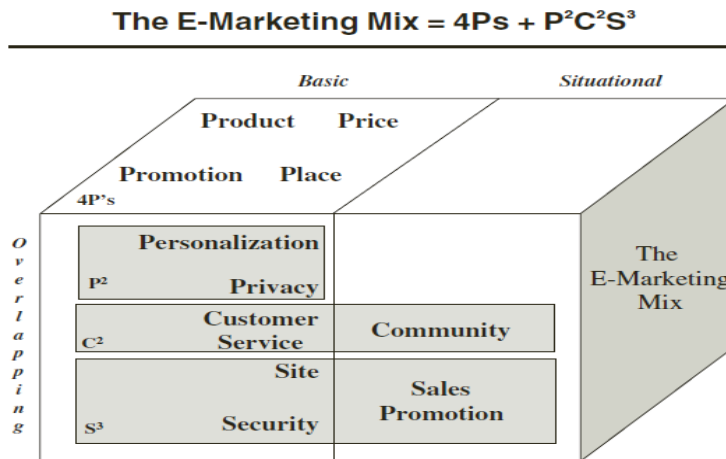 The E-Marketing Mix = 4Ps + P²C²S³
Basic
Situational
Product Price
Promotion Place
4P's
Overlapping
Personalization
P² Privacy
Customer
Service
C²
Community
Site
Security
S³
Sales
Promotion
The
E-Marketing
Mix